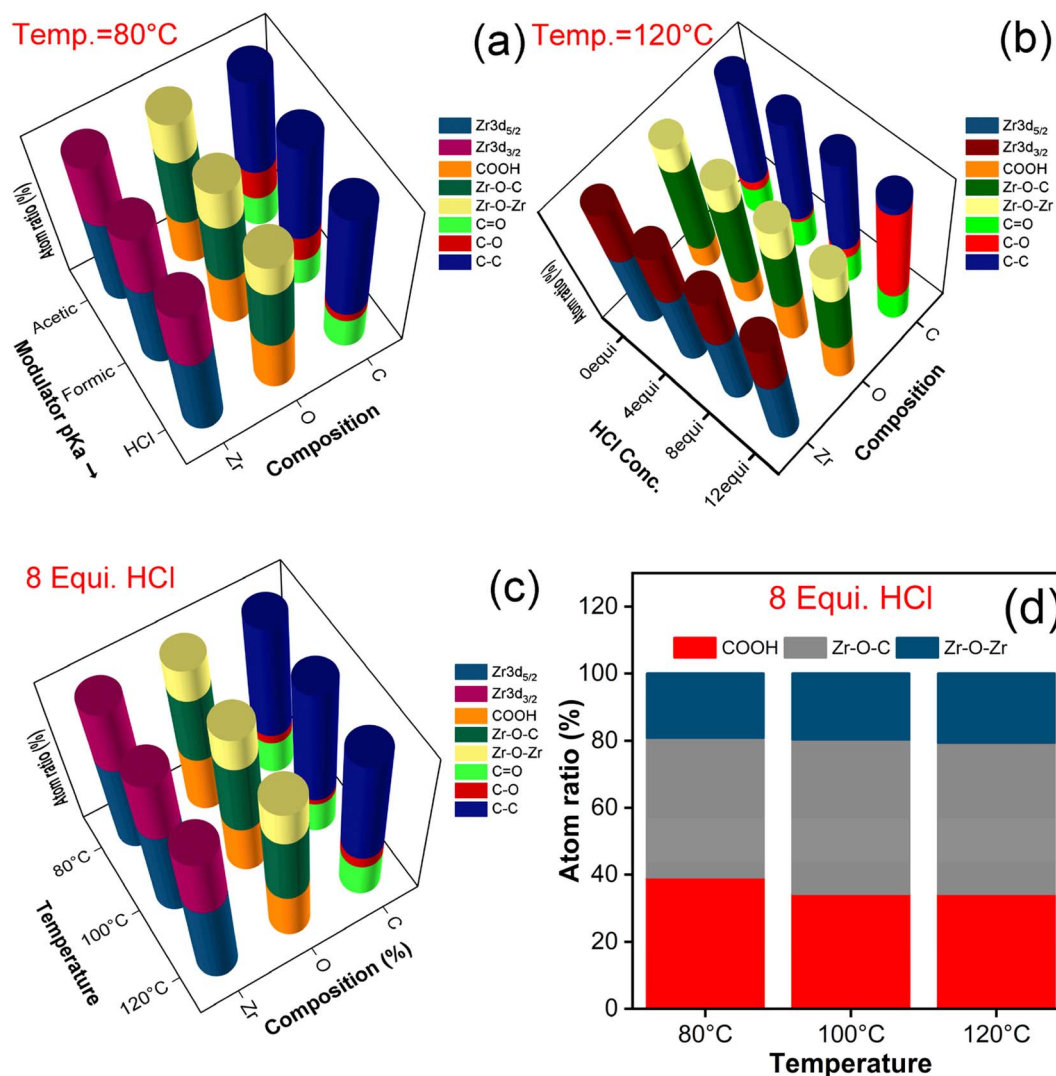 Temp.=80°C
(a)
Atom ratio (%)
Acetic
Formic
HCl
Modulator pKa →
Zr
O
C
Composition
Zr3d5/2
Zr3d3/2
COOH
Zr-O-C
Zr-O-Zr
C=O
C-O
C-C
Temp.=120°C
(b)
Atom ratio (%)
0equi
4equi
8equi
12equi
HCl Conc.
Zr
O
C
Composition
Zr3d5/2
Zr3d3/2
COOH
Zr-O-C
Zr-O-Zr
C=O
C-O
C-C
8 Equi. HCl
(c)
Atom ratio (%)
80°C
100°C
120°C
Temperature
Zr
O
C
Composition (%)
Zr3d5/2
Zr3d3/2
COOH
Zr-O-C
Zr-O-Zr
C=O
C-O
C-C
8 Equi. HCl
(d)
COOH Zr-O-C Zr-O-Zr
Atom ratio (%)
120
100
80
60
40
20
0
80°C 100°C 120°C
Temperature